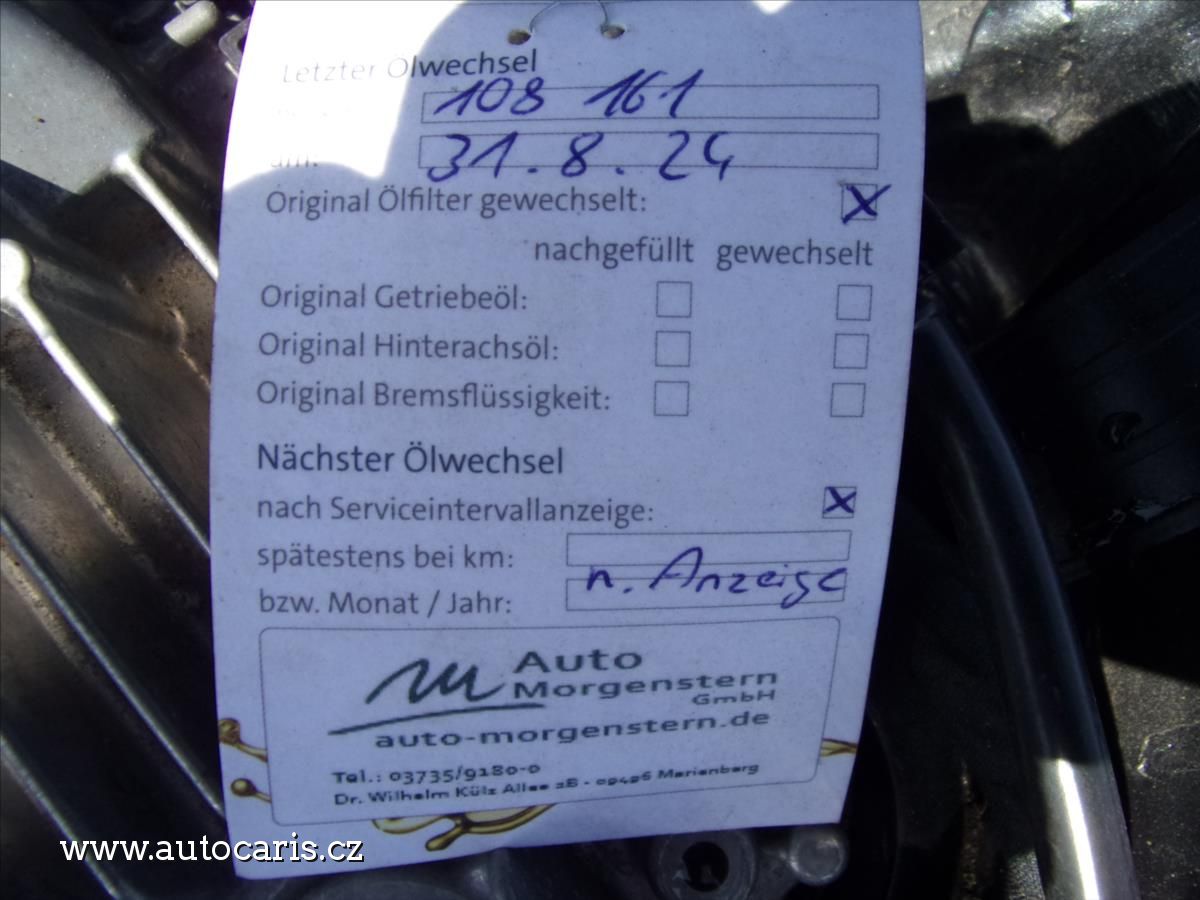 Letzter Ölwechsel
108 161
am: 31.8.24
Original Ölfilter gewechselt: X
nachgefüllt gewechselt
Original Getriebeöl:
Original Hinterachsöl:
Original Bremsflüssigkeit:
Nächster Ölwechsel
nach Serviceintervallanzeige: X
spätestens bei km:
bzw. Monat / Jahr: n. Anzeige
Auto
Morgenstern
GmbH
auto-morgenstern.de
Tel.: 03735/9180-0
Dr. Wilhelm Külz Allee 2B - 09496 Marienberg
www.autocaris.cz